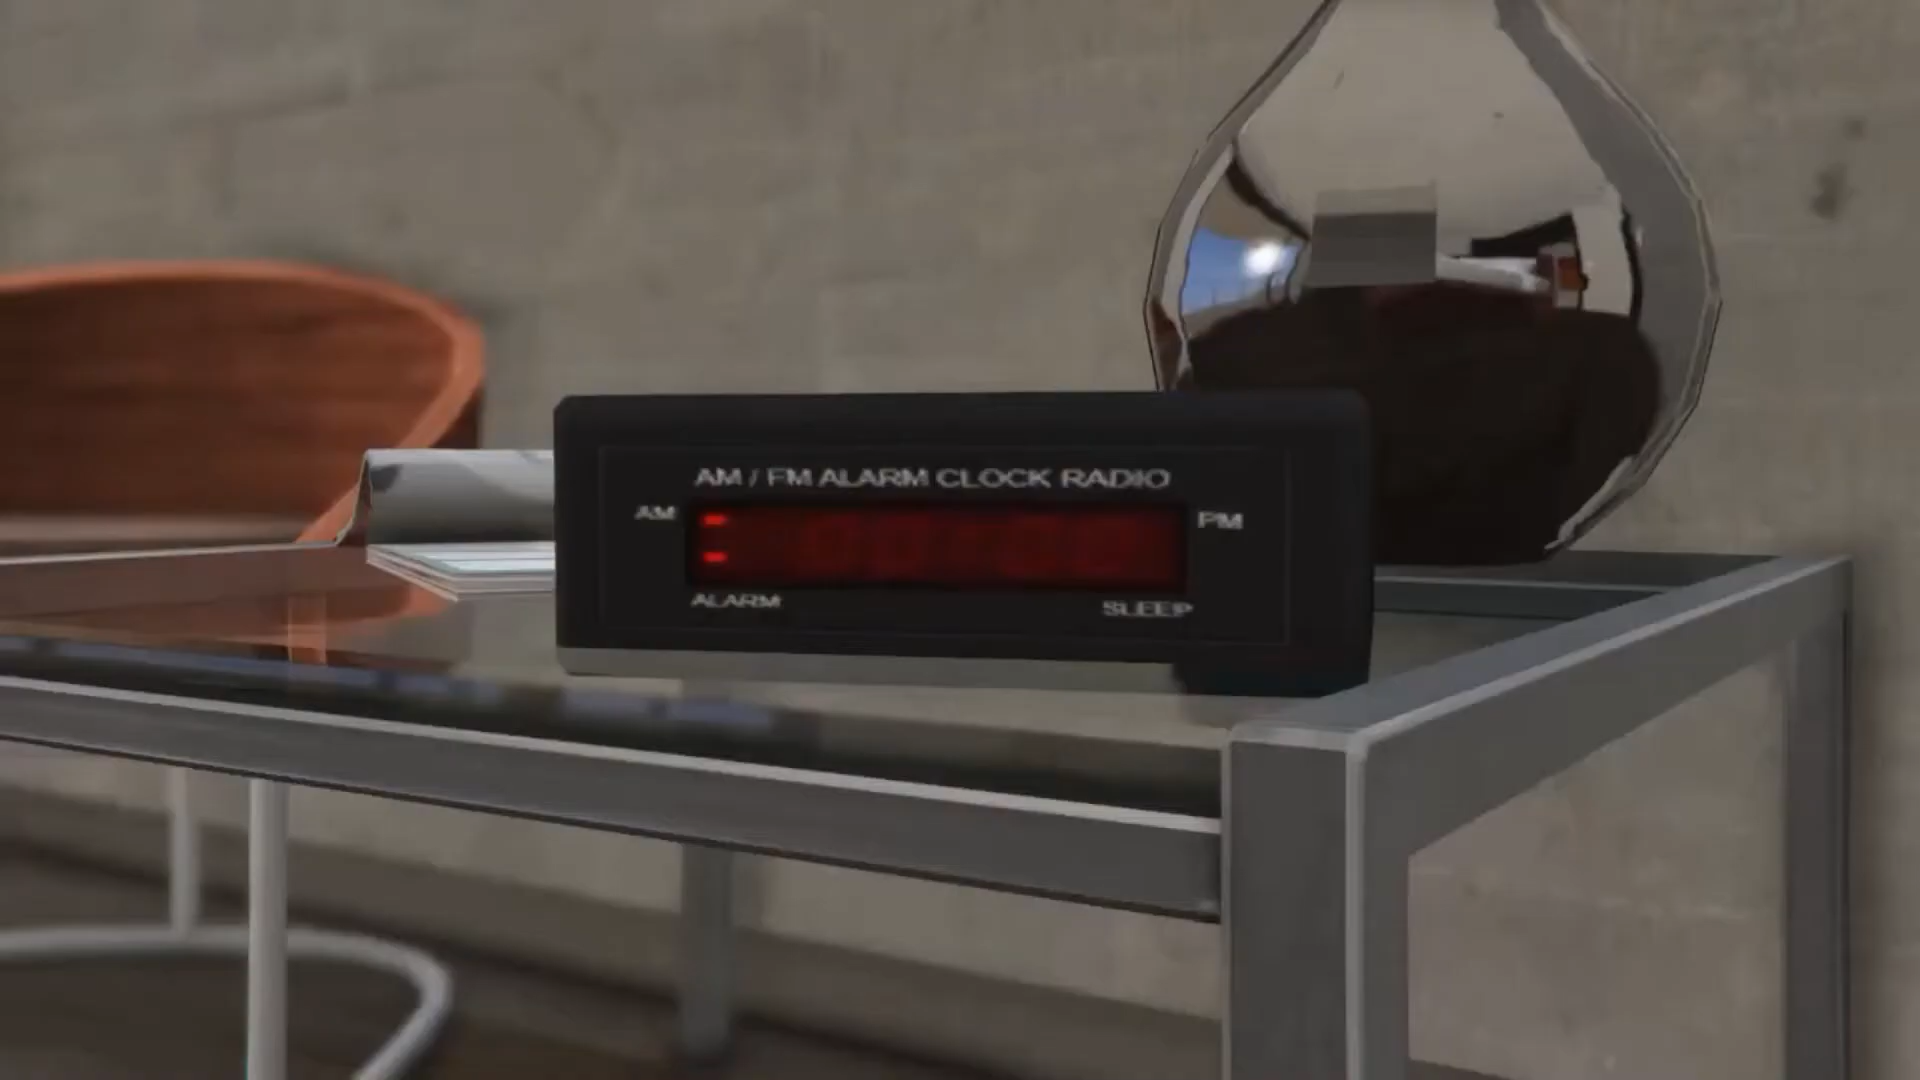 AM / FM ALARM CLOCK RADIO
AM
PM
ALARM
SLEEP